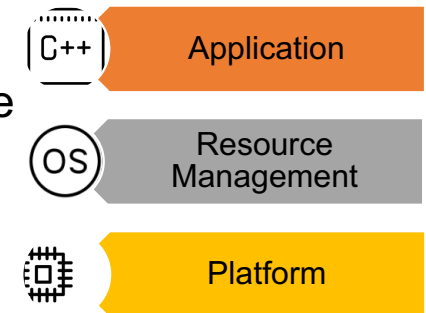 C++
Application
e
OS
Resource
Management
Platform